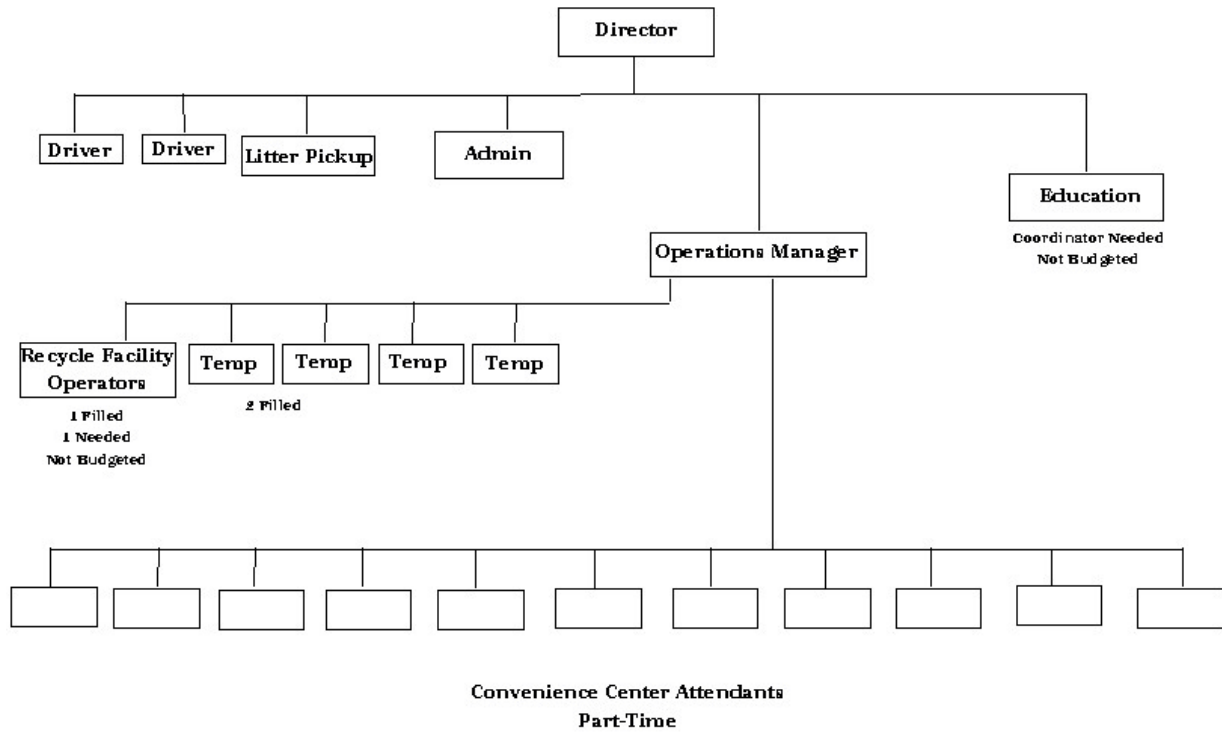 Director
Driver
Driver
Litter Pickup
Admin
Education
Coordinator Needed
Not Budgeted
Operations Manager
Recycle Facility
Operators
1 Filled
1 Needed
Not Budgeted
Temp
Temp
Temp
Temp
2 Filled
Convenience Center Attendants
Part-Time